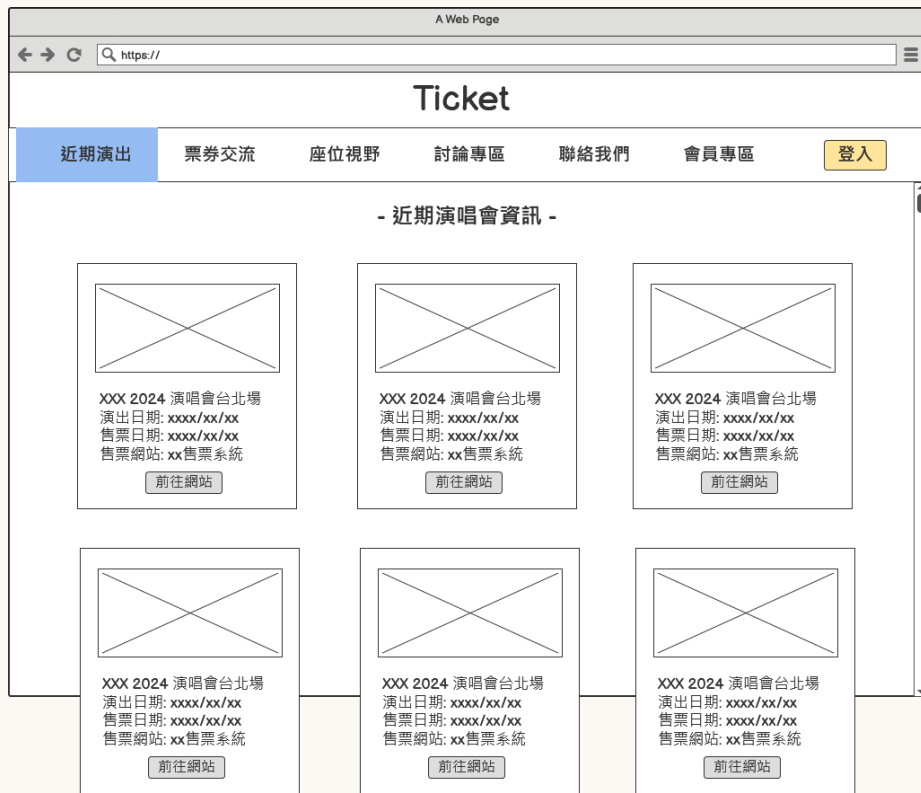 A Web Page
https://
Ticket
近期演出 票券交流 座位視野 討論專區 聯絡我們 會員專區 登入
- 近期演唱會資訊 -
XXX 2024 演唱會台北場
演出日期: xxxx/xx/xx
售票日期: xxxx/xx/xx
售票網站: xx售票系統
前往網站
XXX 2024 演唱會台北場
演出日期: xxxx/xx/xx
售票日期: xxxx/xx/xx
售票網站: xx售票系統
前往網站
XXX 2024 演唱會台北場
演出日期: xxxx/xx/xx
售票日期: xxxx/xx/xx
售票網站: xx售票系統
前往網站
XXX 2024 演唱會台北場
演出日期: xxxx/xx/xx
售票日期: xxxx/xx/xx
售票網站: xx售票系統
前往網站
XXX 2024 演唱會台北場
演出日期: xxxx/xx/xx
售票日期: xxxx/xx/xx
售票網站: xx售票系統
前往網站
XXX 2024 演唱會台北場
演出日期: xxxx/xx/xx
售票日期: xxxx/xx/xx
售票網站: xx售票系統
前往網站